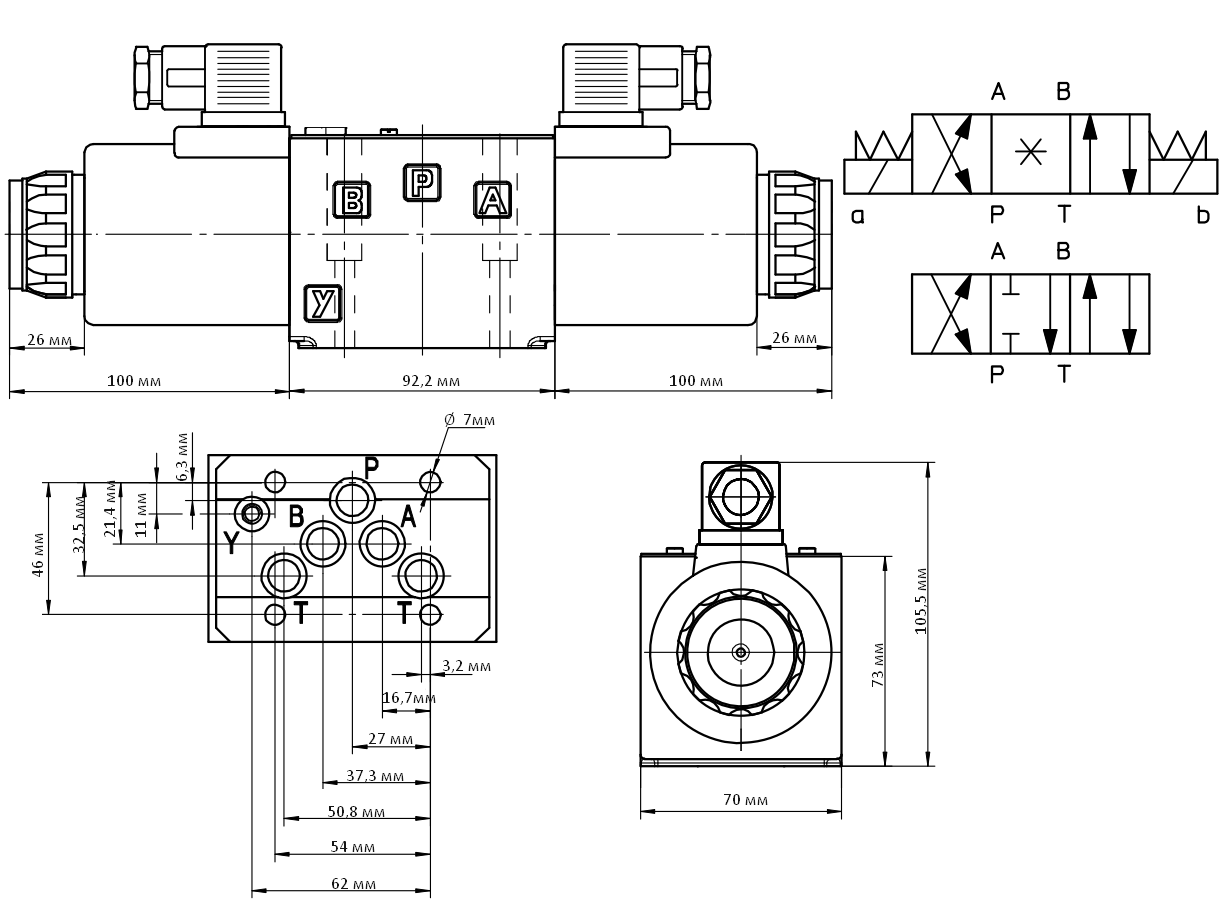 A B
a P T b
B P A
Y
A B
P T
26 мм
26 мм
100 мм
92,2 мм
100 мм
Ø 7мм
6,3 мм
11 мм
21,4 мм
32,5 мм
46 мм
P
B A
Y
T T
3,2 мм
16,7мм
27 мм
37,3 мм
50,8 мм
54 мм
62 мм
105,5 мм
73 мм
70 мм